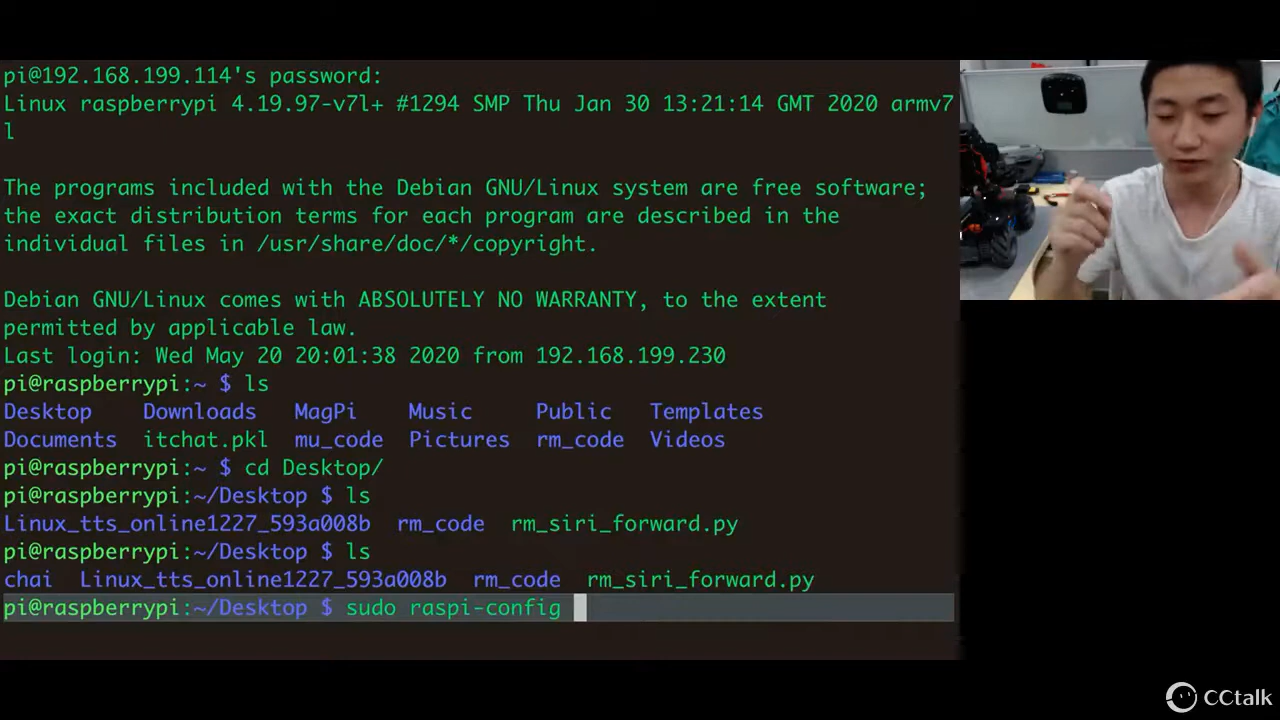 pi@192.168.199.114's password:
Linux raspberrypi 4.19.97-v7l+ #1294 SMP Thu Jan 30 13:21:14 GMT 2020 armv7
l
The programs included with the Debian GNU/Linux system are free software;
the exact distribution terms for each program are described in the
individual files in /usr/share/doc/*/copyright.
Debian GNU/Linux comes with ABSOLUTELY NO WARRANTY, to the extent
permitted by applicable law.
Last login: Wed May 20 20:01:38 2020 from 192.168.199.230
pi@raspberrypi:~ $ ls
Desktop Downloads MagPi Music Public Templates
Documents itchat.pkl mu_code Pictures rm_code Videos
pi@raspberrypi:~ $ cd Desktop/
pi@raspberrypi:~/Desktop $ ls
Linux_tts_online1227_593a008b rm_code rm_siri_forward.py
pi@raspberrypi:~/Desktop $ ls
chai Linux_tts_online1227_593a008b rm_code rm_siri_forward.py
pi@raspberrypi:~/Desktop $ sudo raspi-config
CCtalk